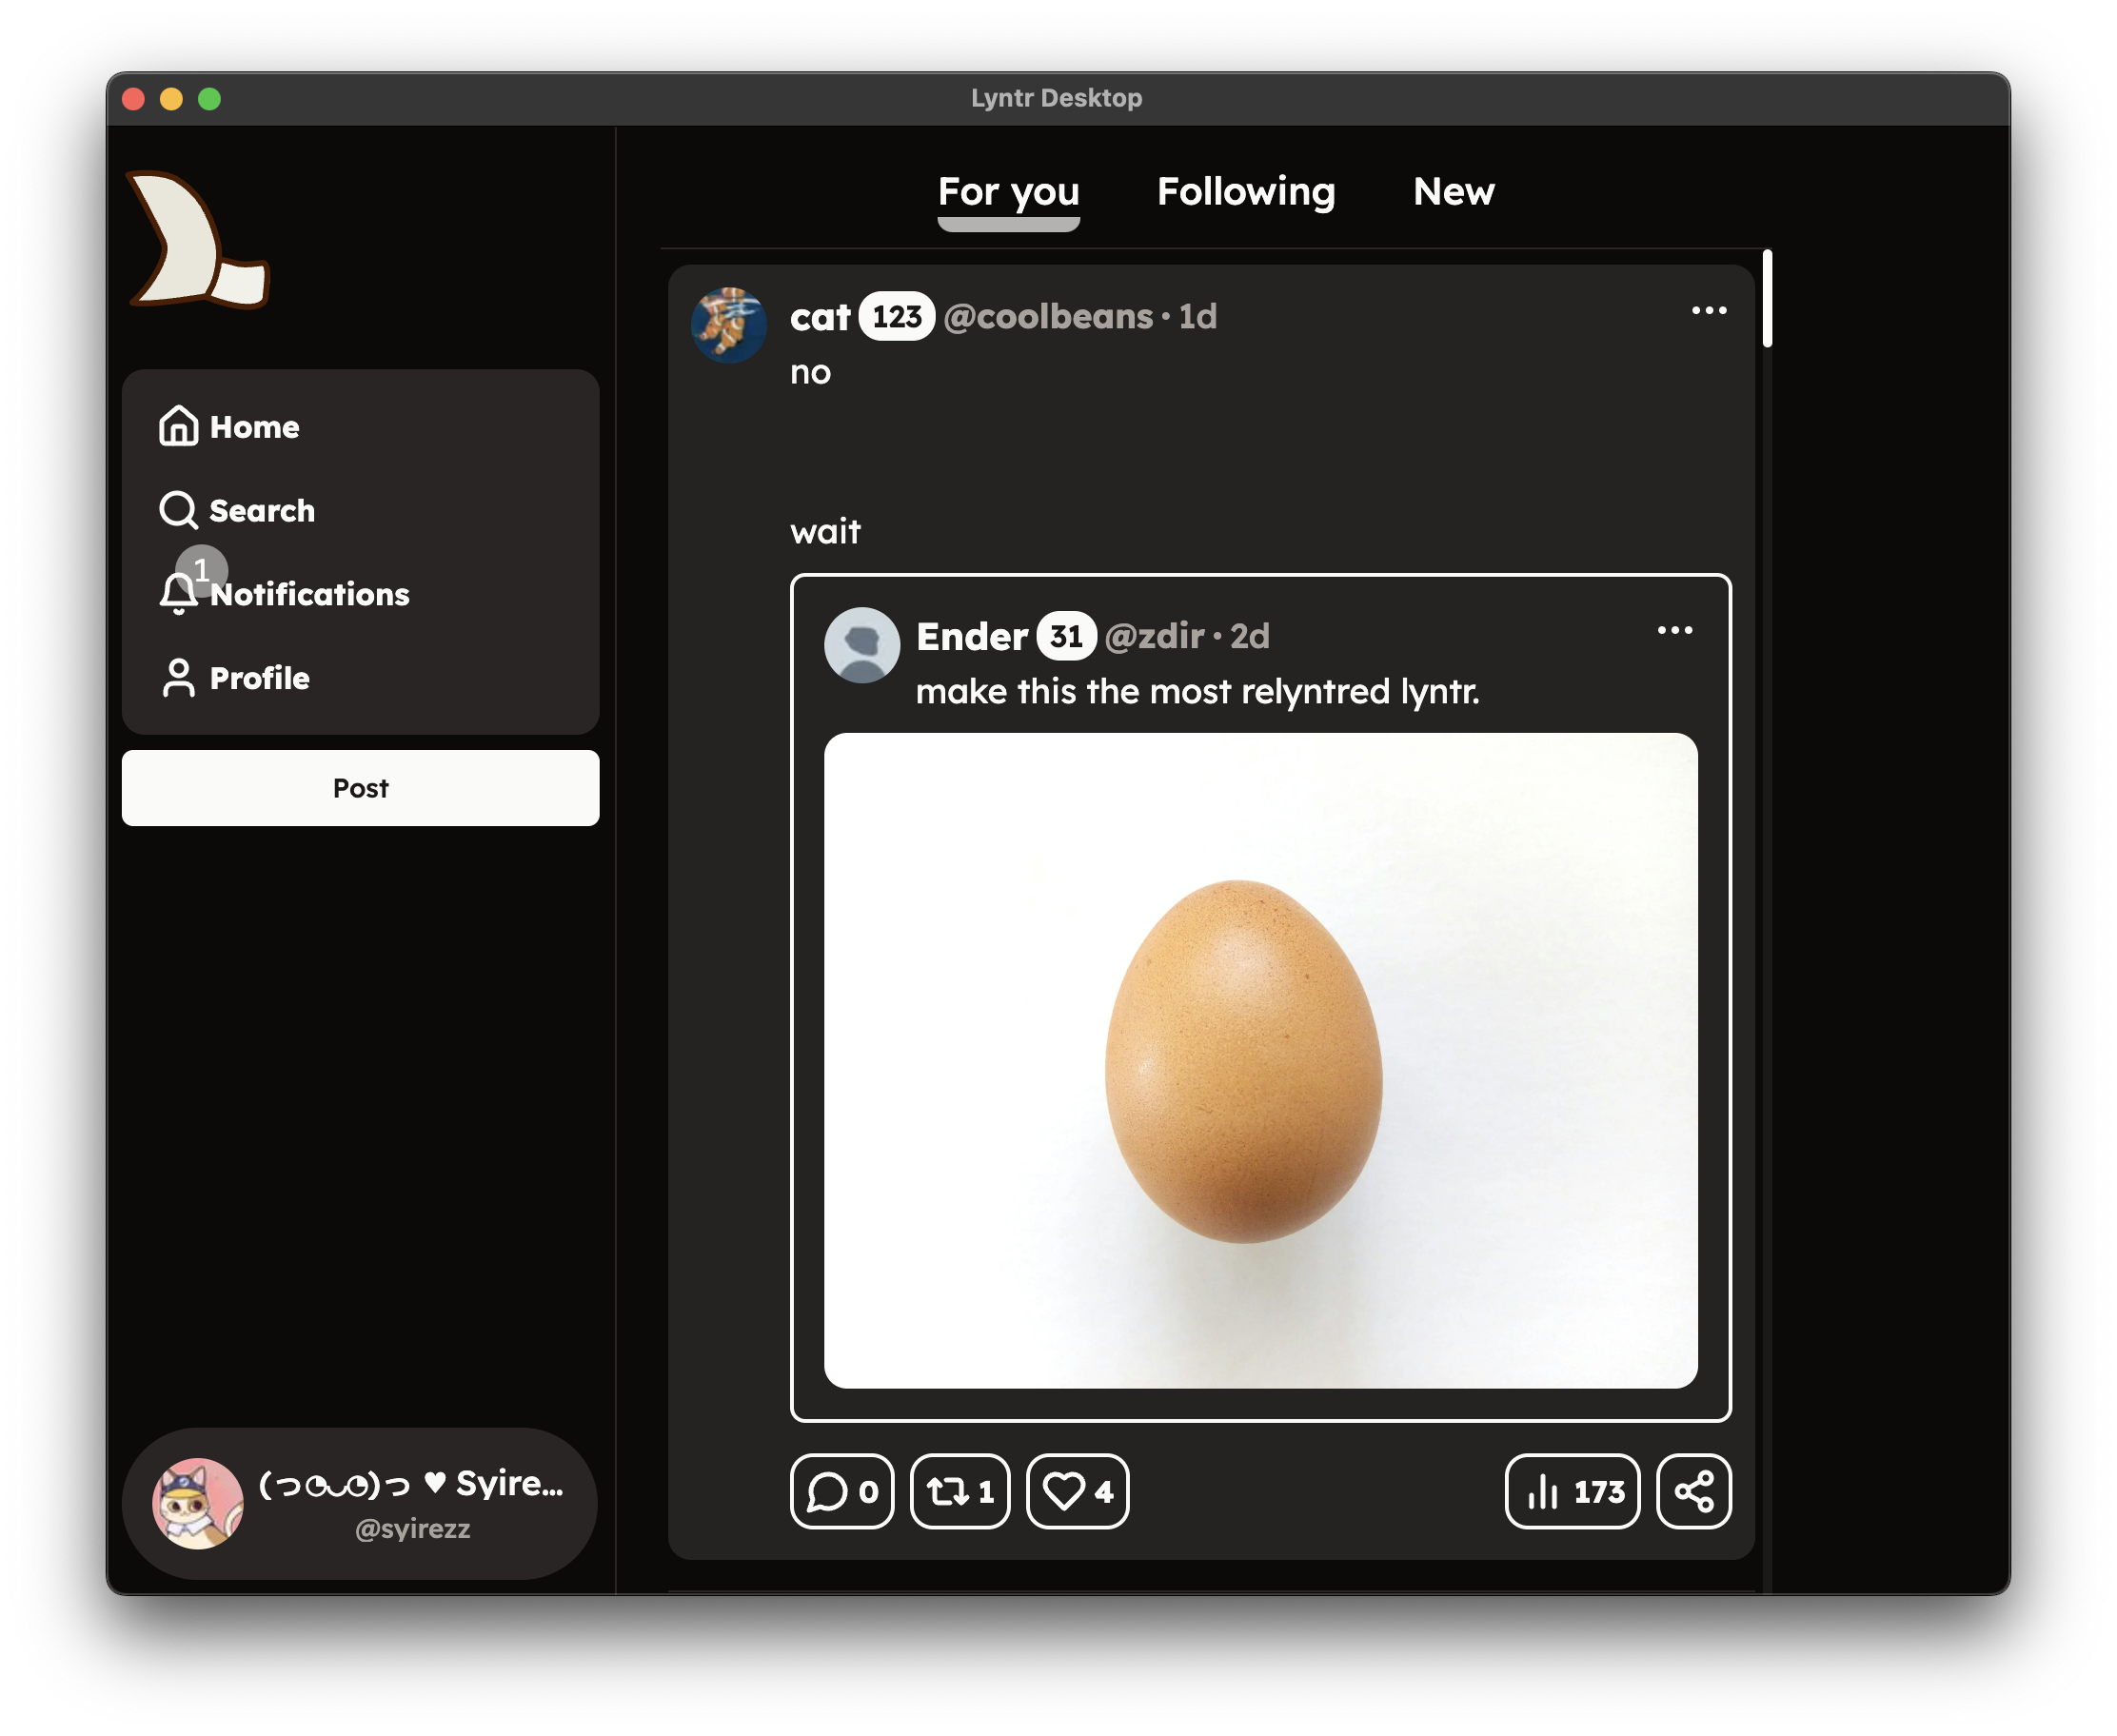 Lyntr Desktop
For you
Following
New
Home
Search
1
Notifications
Profile
Post
cat 123 @coolbeans · 1d
no
wait
Ender 31 @zdir · 2d
make this the most relyntred lyntr.
0
1
4
173
(っ◔◡◔)っ ♥ Syire...
@syirezz